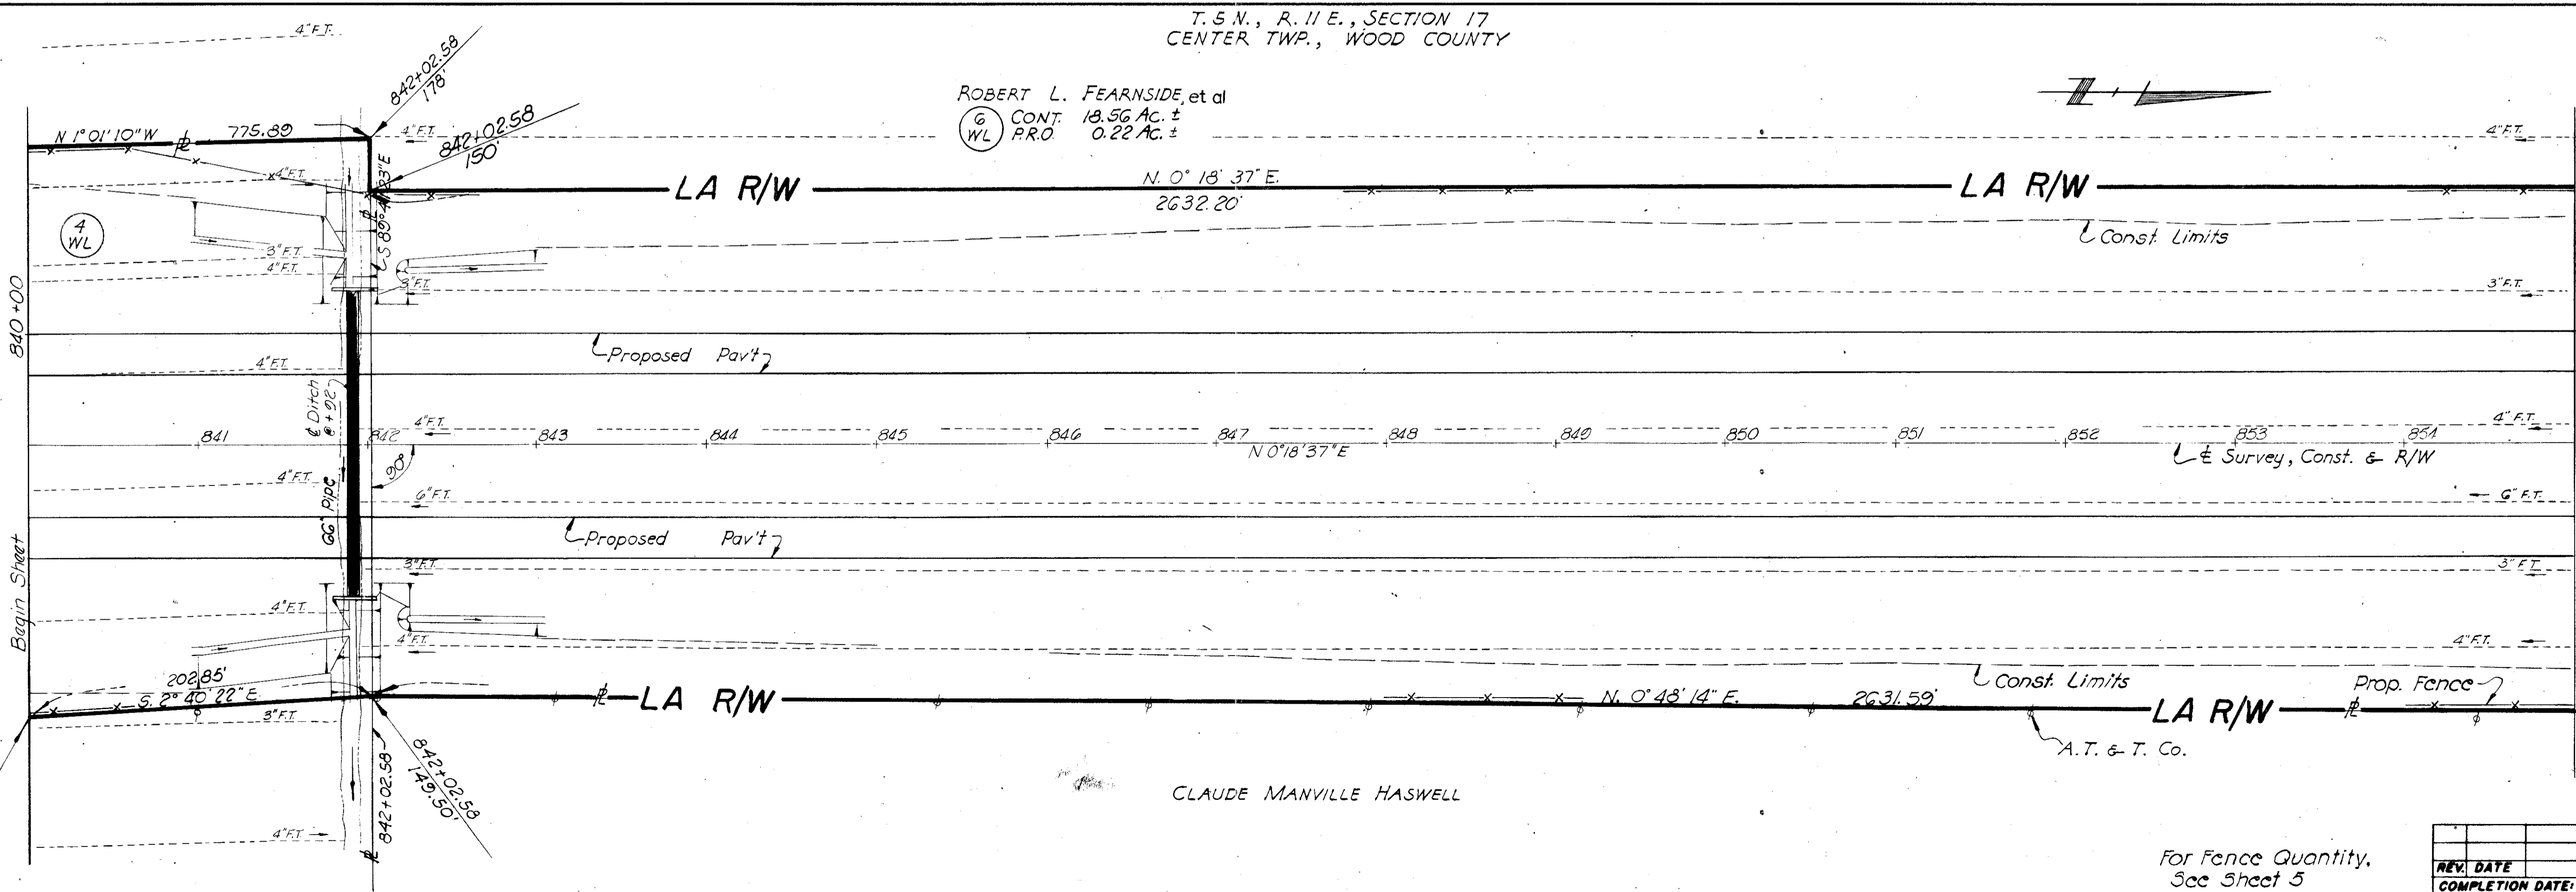 T. 5 N., R. 11 E., SECTION 17
CENTER TWP., WOOD COUNTY
4" F.T.
842+02.58
178'
ROBERT L. FEARNSIDE, et al
6
WL
CONT. 18.56 AC. ±
P.R.O. 0.22 AC. ±
N 1° 01' 10" W
775.89
842+02.58
150'
4" F.T.
4" F.T.
4" F.T.
LA R/W
N. 0° 18' 37" E.
2632.20'
LA R/W
4
WL
3" F.T.
4" F.T.
Const. Limits
3" F.T.
3" F.T.
840+00
Proposed Pav't
4" F.T.
℄ Ditch
4" F.T.
4" F.T.
841 842 843 844 845 846 847 848 849 850 851 852 853 854
N 0° 18' 37" E
℄ Survey, Const. & R/W
90°
4" F.T.
66" Pipe
6" F.T.
6" F.T.
Proposed Pav't
3" F.T.
3" F.T.
Begin Sheet
4" F.T.
4" F.T.
4" F.T.
202.85'
S. 2° 40' 22" E.
Const. Limits
Prop. Fence
3" F.T.
LA R/W
N. 0° 48' 14" E.
2631.59'
LA R/W
A.T. & T. Co.
842+02.58
842+02.58
149.50'
CLAUDE MANVILLE HASWELL
4" F.T.
For Fence Quantity,
See Sheet 5
REV. DATE
COMPLETION DATE: